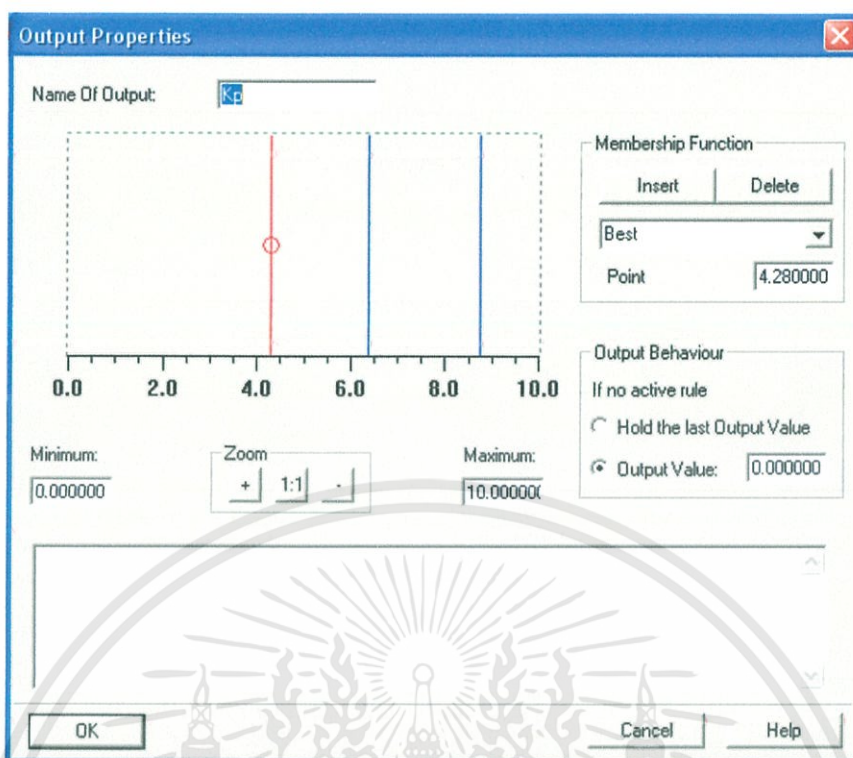 Output Properties
Name Of Output: Kp
Membership Function
Insert Delete
Best
Point 4.280000
0.0 2.0 4.0 6.0 8.0 10.0
Output Behaviour
If no active rule
Hold the last Output Value
Output Value: 0.000000
Minimum: Zoom Maximum:
0.000000 + 1:1 - 10.00000(
OK Cancel Help